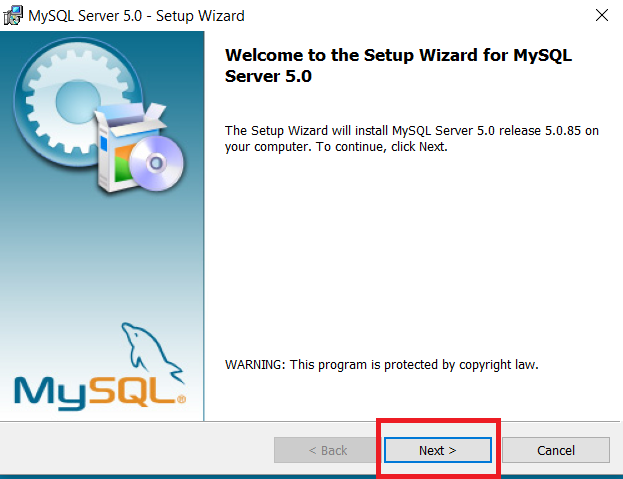 MySQL Server 5.0 - Setup Wizard
Welcome to the Setup Wizard for MySQL
Server 5.0
The Setup Wizard will install MySQL Server 5.0 release 5.0.85 on
your computer. To continue, click Next.
WARNING: This program is protected by copyright law.
MySQL®
< Back
Next >
Cancel